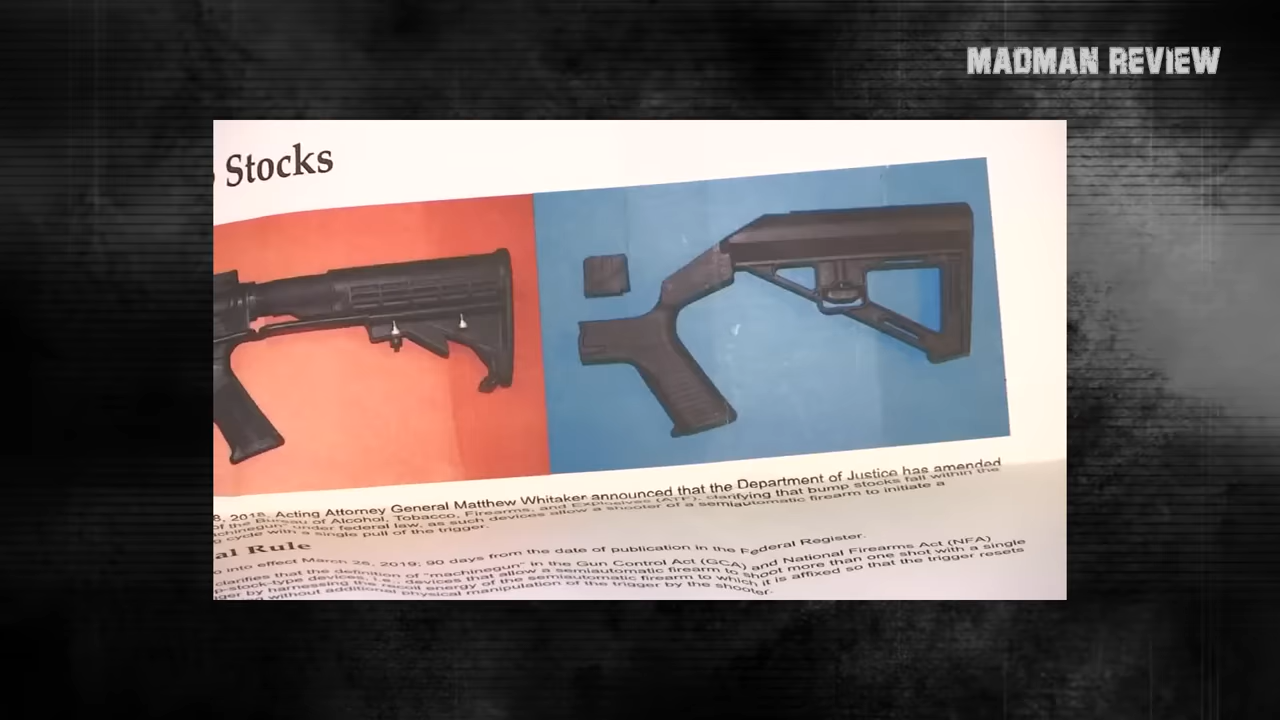 MADMAN REVIEW
Stocks
8, 2018, Acting Attorney General Matthew Whitaker announced that the Department of Justice has amended
of the Bureau of Alcohol, Tobacco, Firearms, and Explosives (ATF), clarifying that bump stocks fall within the
"machinegun" under federal law, as such devices allow a shooter of a semiautomatic firearm to initiate a
cycle with a single pull of the trigger.
al Rule
into effect March 26, 2019; 90 days from the date of publication in the Federal Register.
clarifies that the definition of "machinegun" in the Gun Control Act (GCA) and National Firearms Act (NFA)
p-stock-type devices, i.e., devices that allow a semiautomatic firearm to shoot more than one shot with a single
ger by harnessing the recoil energy of the semiautomatic firearm to which it is affixed so that the trigger resets
without additional physical manipulation of the trigger by the shooter.